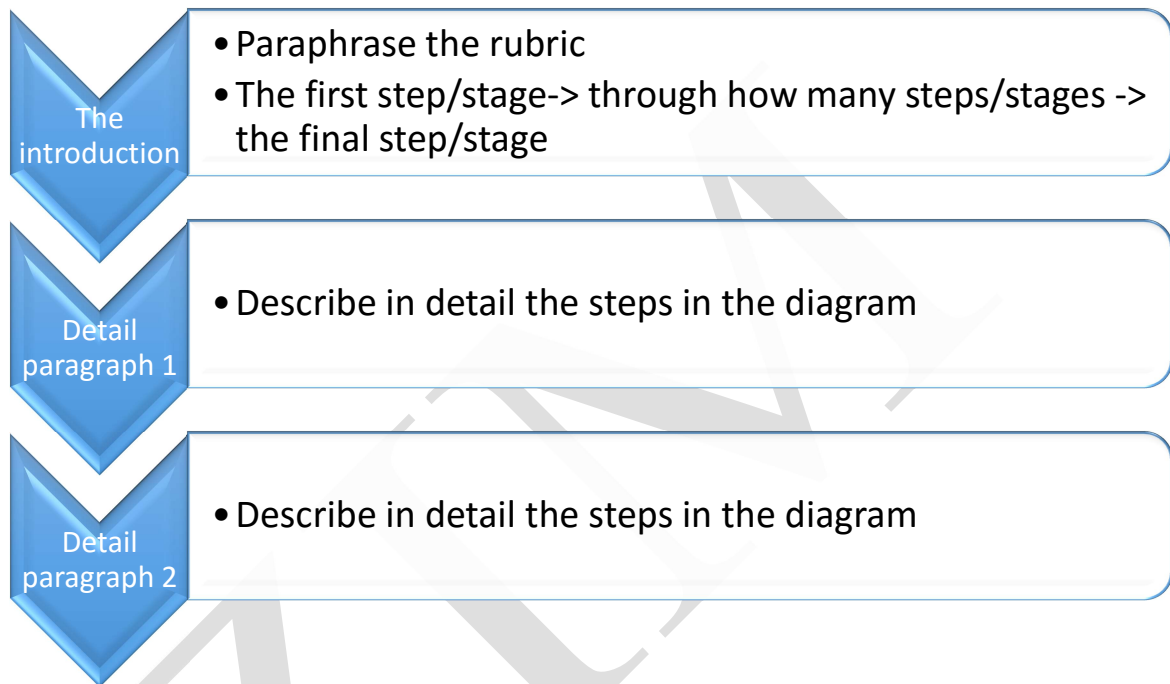 The
introduction
• Paraphrase the rubric
• The first step/stage-> through how many steps/stages ->
the final step/stage
Detail
paragraph 1
• Describe in detail the steps in the diagram
Detail
paragraph 2
• Describe in detail the steps in the diagram